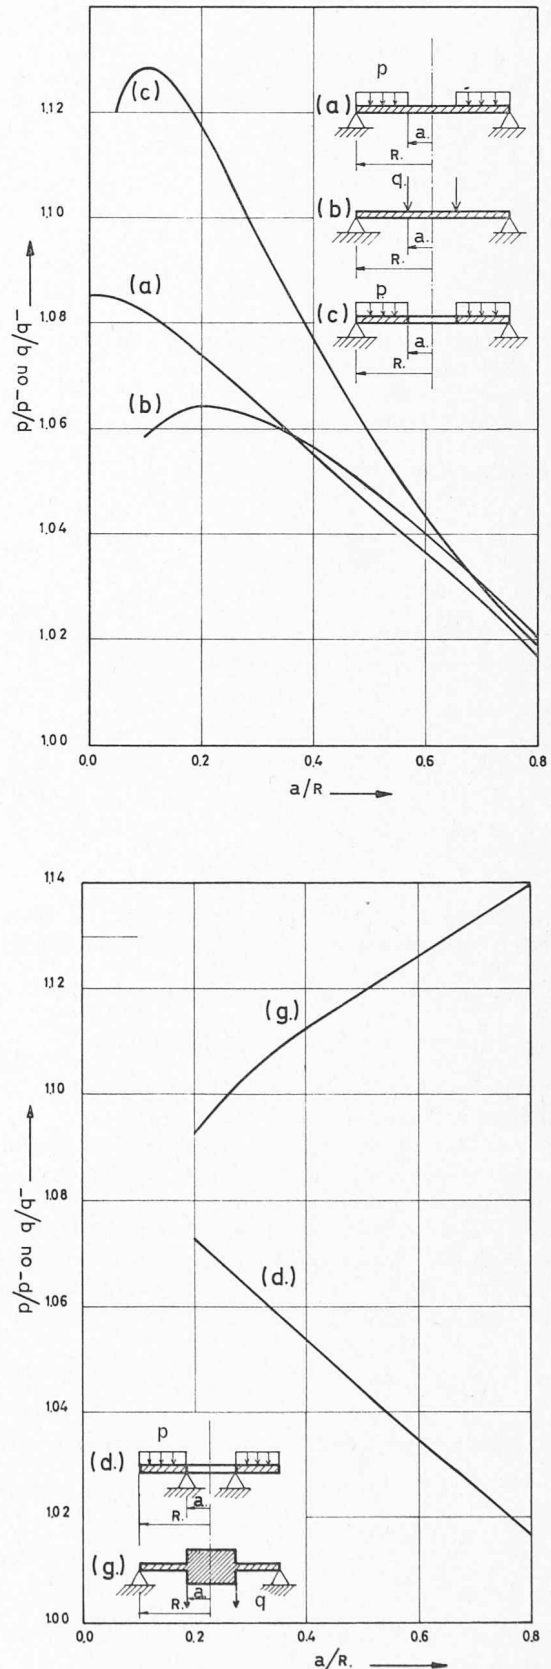 1,12
1,10
1,08
1,06
1,04
1,02
1,00
p/p- ou q/q-
0,0 0,2 0,4 0,6 0,8
a/R
(c)
(a)
(b)
p
(a)
a.
R.
q.
(b)
a.
R.
p
(c)
a.
R.
1,14
1,12
1,10
1,08
1,06
1,04
1,02
1,00
p/p- ou q/q-
(g.)
(d.)
p
(d.)
a.
R.
(g.)
a.
R.
q
0,2 0,4 0,6 0,8
a/R.